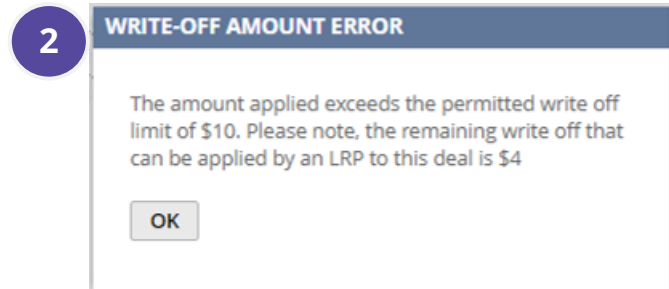 2
WRITE-OFF AMOUNT ERROR
The amount applied exceeds the permitted write off
limit of $10. Please note, the remaining write off that
can be applied by an LRP to this deal is $4
OK